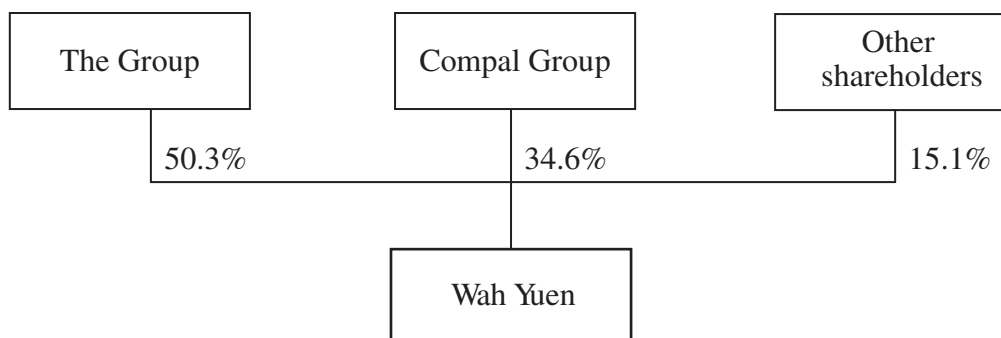 The Group
Compal Group
Other
shareholders
50.3%
34.6%
15.1%
Wah Yuen